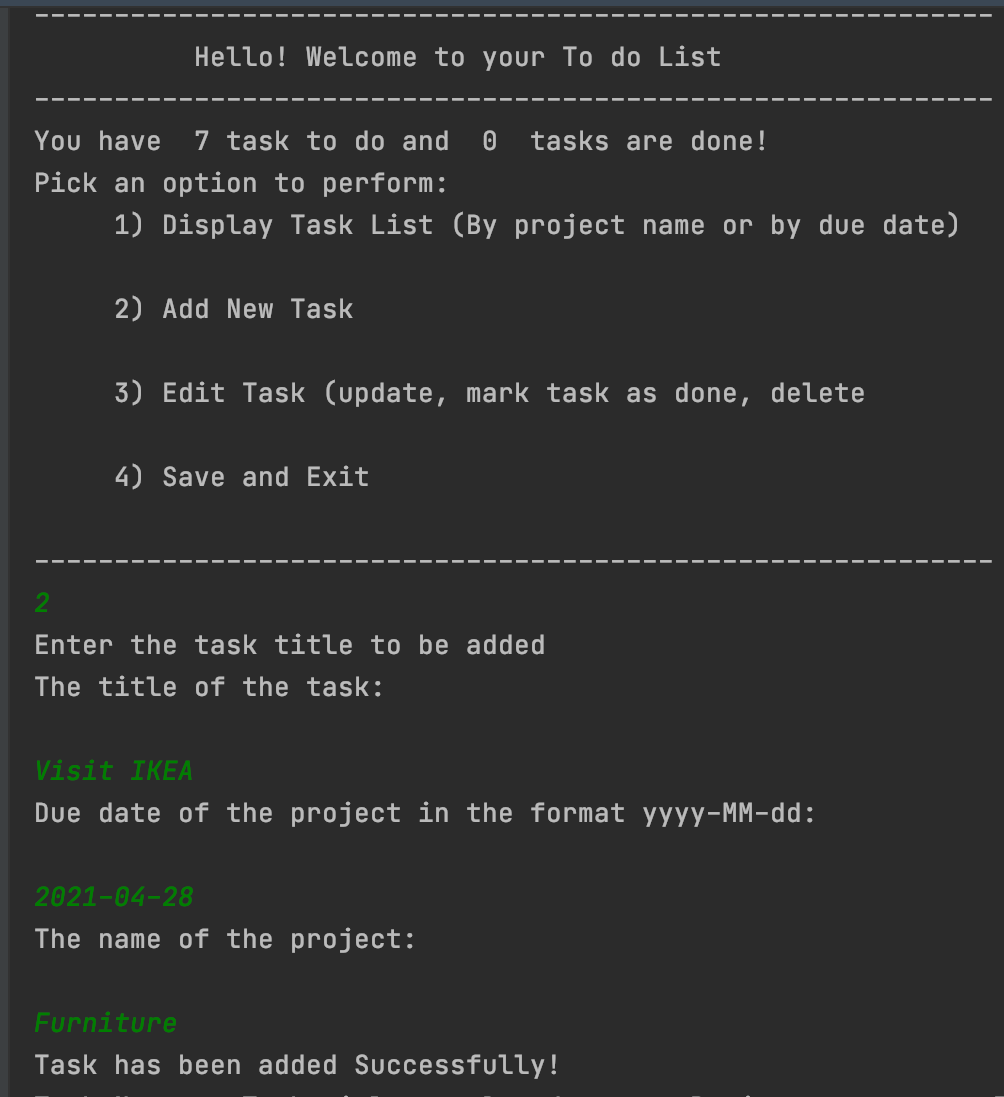 ------------------------------------------------------------
Hello! Welcome to your To do List
------------------------------------------------------------
You have  7 task to do and  0  tasks are done!
Pick an option to perform:
1) Display Task List (By project name or by due date)
2) Add New Task
3) Edit Task (update, mark task as done, delete
4) Save and Exit
------------------------------------------------------------
2
Enter the task title to be added
The title of the task:
Visit IKEA
Due date of the project in the format yyyy-MM-dd:
2021-04-28
The name of the project:
Furniture
Task has been added Successfully!